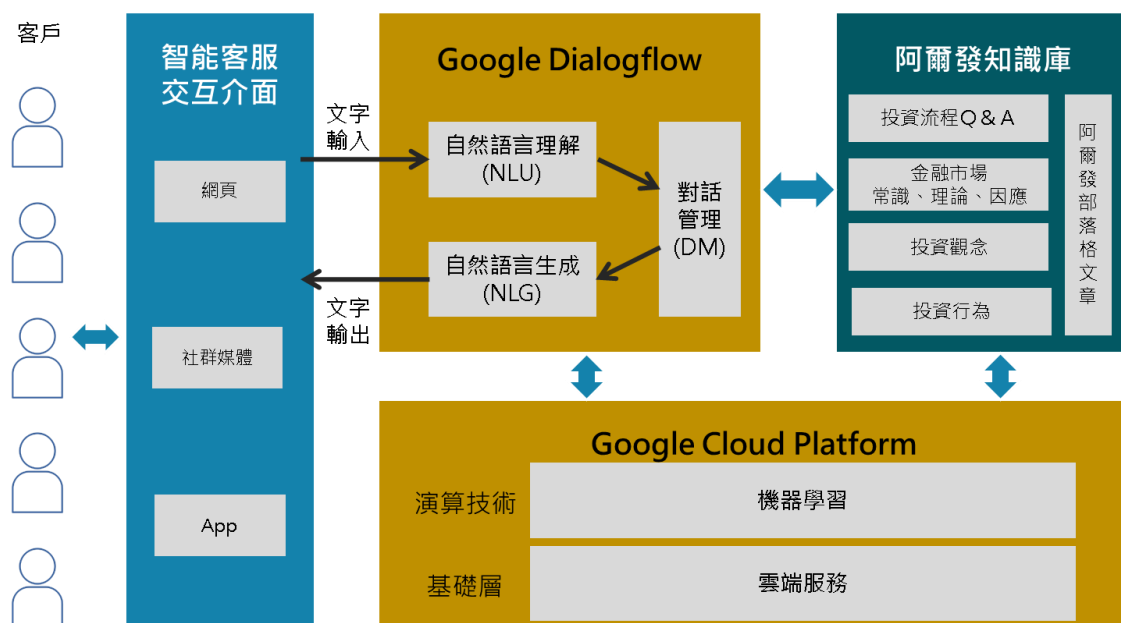 客戶
智能客服
交互介面
網頁
社群媒體
App
文字
輸入
文字
輸出
Google Dialogflow
自然語言理解
(NLU)
自然語言生成
(NLG)
對話
管理
(DM)
阿爾發知識庫
投資流程Q & A
金融市場
常識、理論、因應
投資觀念
投資行為
阿爾發部落格文章
Google Cloud Platform
演算技術
機器學習
基礎層
雲端服務